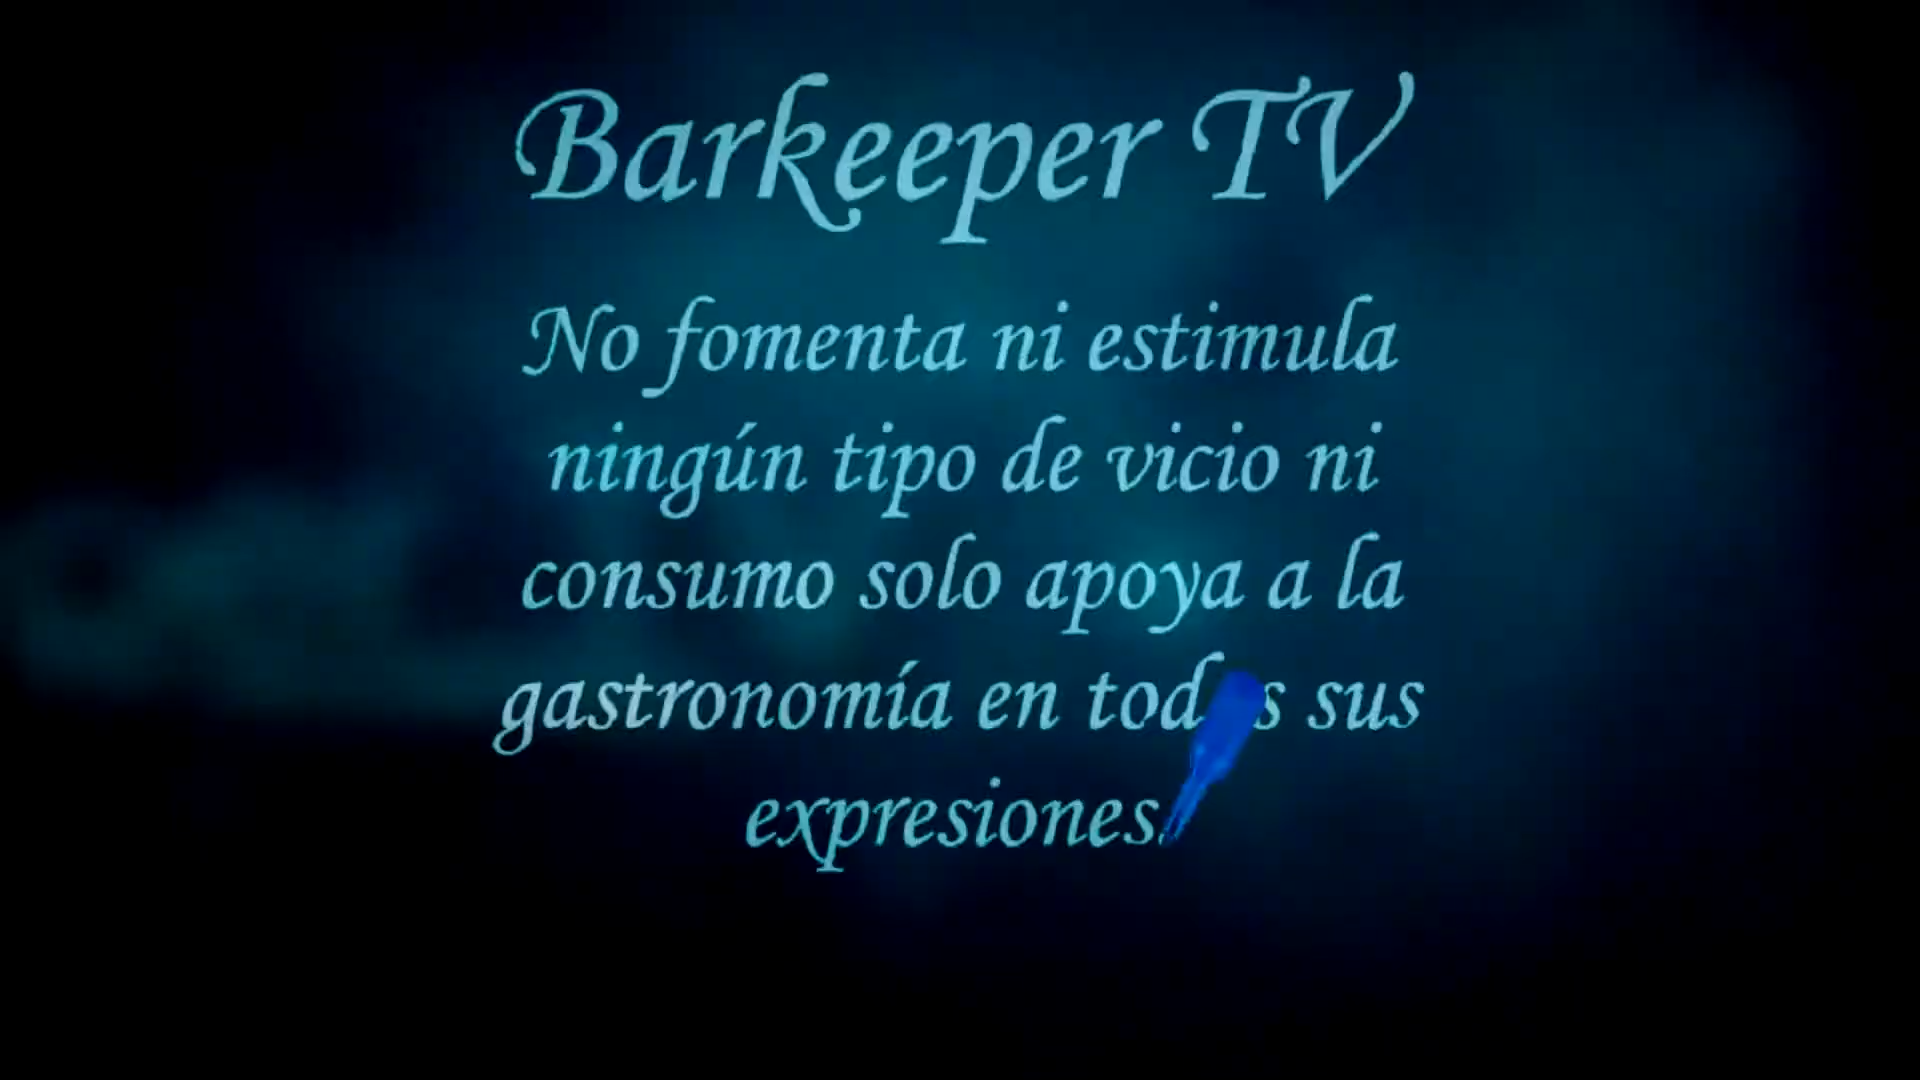 Barkeeper TV
No fomenta ni estimula
ningún tipo de vicio ni
consumo solo apoya a la
gastronomía en sus
expresiones.